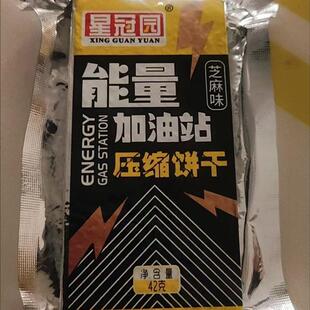 星冠园®
XING GUAN YUAN
能量
芝麻味
ENERGY
GAS STATION
加油站
压缩饼干
净含量
42克